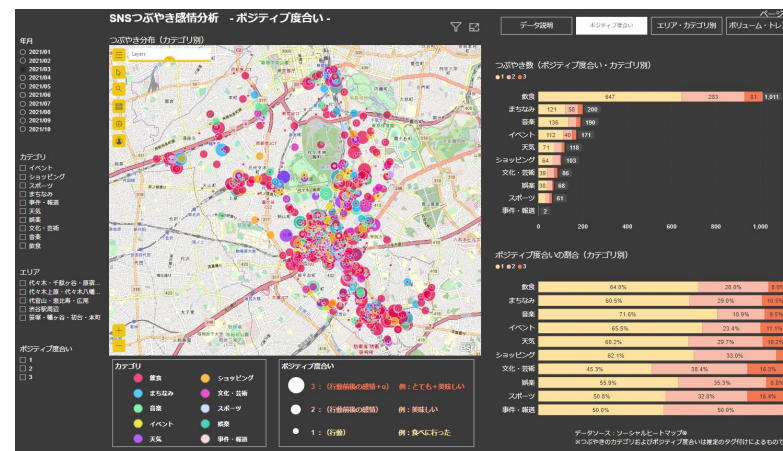 SNSつぶやき感情分析 - ポジティブ度合い -
ページ
データ説明
ポジティブ度合い
エリア・カテゴリ別
ボリューム・トレ
年月
2021/01
2021/02
2021/03
2021/04
2021/05
2021/06
2021/07
2021/08
2021/09
2021/10
カテゴリ
イベント
ショッピング
スポーツ
まちなみ
事件・報道
天気
娯楽
文化・芸術
音楽
飲食
エリア
代々木・千駄ヶ谷・原宿...
代々木上原・代々木八幡...
代官山・恵比寿・広尾
渋谷駅周辺
笹塚・幡ヶ谷・初台・本町
ポジティブ度合い
1
2
3
つぶやき分布（カテゴリ別）
Layers
esri
カテゴリ
飲食
ショッピング
まちなみ
文化・芸術
音楽
スポーツ
イベント
娯楽
天気
事件・報道
ポジティブ度合い
3 : （行動前後の感情+α） 例：とても+美味しい
2 : （行動前後の感情） 例：美味しい
1 : （行動） 例：食べに行った
つぶやき数（ポジティブ度合い・カテゴリ別）
1 2 3
飲食 647 283 81 1,011
まちなみ 121 58 200
音楽 136 190
イベント 112 40 171
天気 71 118
ショッピング 64 103
文化・芸術 39 86
娯楽 38 68
スポーツ 61
事件・報道 2
0 200 400 600 800 1,000
ポジティブ度合いの割合（カテゴリ別）
1 2 3
飲食 64.0% 28.0% 8.0%
まちなみ 60.5% 29.0% 10.5%
音楽 71.6% 18.9% 9.5%
イベント 65.5% 23.4% 11.1%
天気 60.2% 29.7% 10.2%
ショッピング 62.1% 33.0%
文化・芸術 45.3% 38.4% 16.3%
娯楽 55.9% 35.3% 8.8%
スポーツ 50.8% 32.8% 16.4%
事件・報道 50.0% 50.0%
データソース：ソーシャルヒートマップ®
※つぶやきのカテゴリおよびポジティブ度合いは推定のタグ付けによるもので